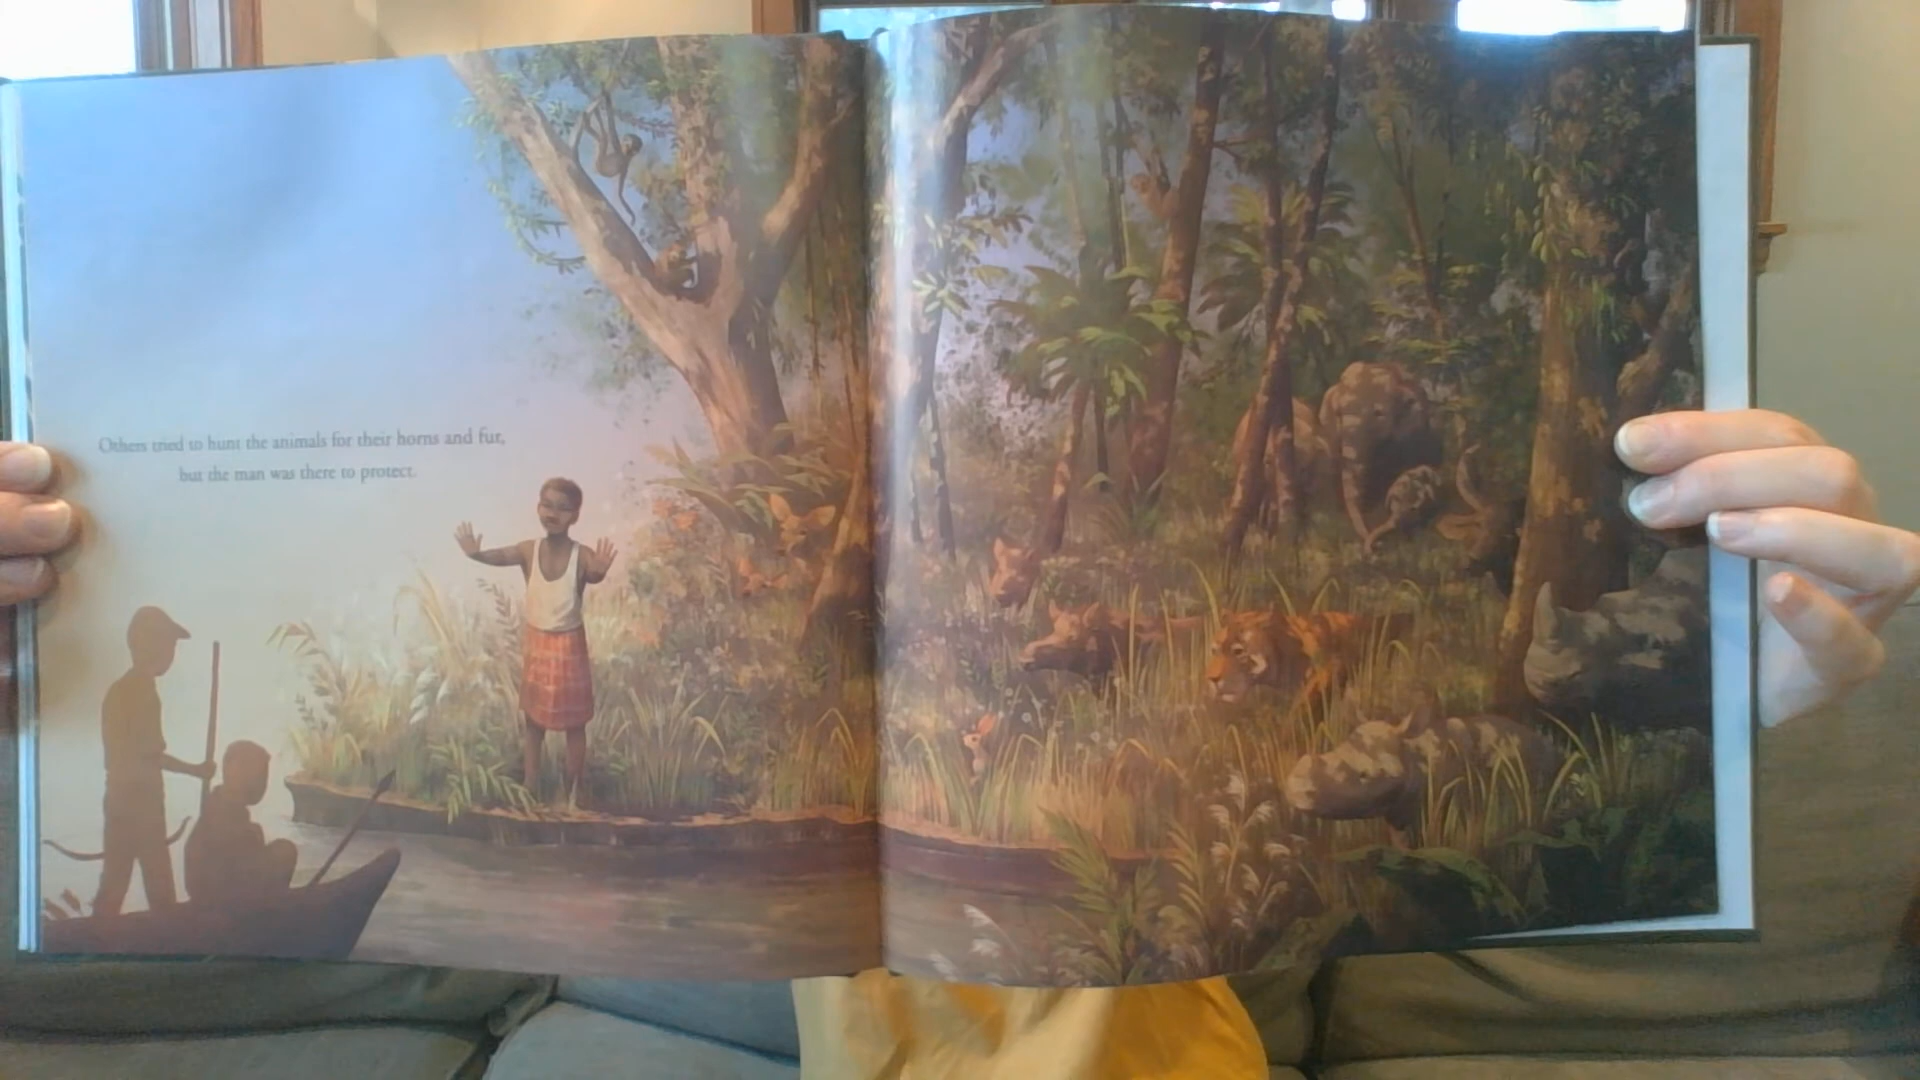 Others tried to hunt the animals for their horns and fur,
but the man was there to protect.